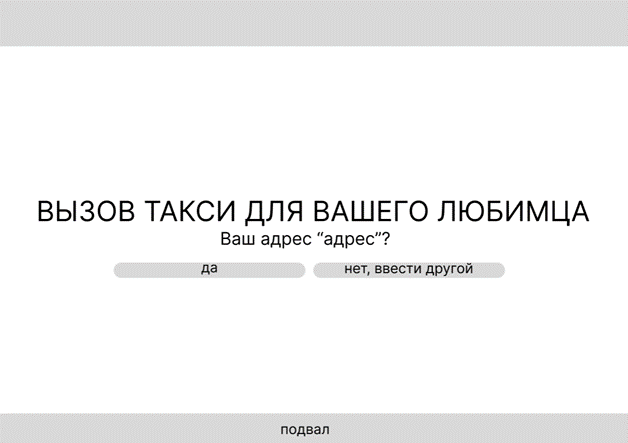 ВЫЗОВ ТАКСИ ДЛЯ ВАШЕГО ЛЮБИМЦА
Ваш адрес “адрес”?
да
нет, ввести другой
подвал